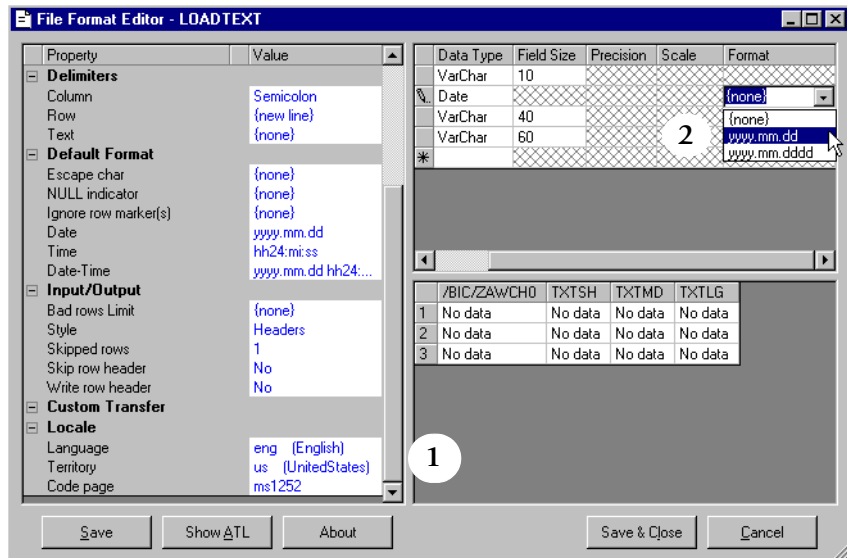 File Format Editor - LOADTEXT
Property Value
Delimiters
Column Semicolon
Row {new line}
Text {none}
Default Format
Escape char {none}
NULL indicator {none}
Ignore row marker(s) {none}
Date yyyy.mm.dd
Time hh24:mi:ss
Date-Time yyyy.mm.dd hh24:...
Input/Output
Bad rows Limit {none}
Style Headers
Skipped rows 1
Skip row header No
Write row header No
Custom Transfer
Locale
Language eng (English)
Territory us (UnitedStates)
Code page ms1252
1
Data Type Field Size Precision Scale Format
VarChar 10
Date {none}
VarChar 40
VarChar 60
{none}
yyyy.mm.dd
yyyy.mm.dddd
2
/BIC/ZAWCH0 TXTSH TXTMD TXTLG
1 No data No data No data No data
2 No data No data No data No data
3 No data No data No data No data
Save Show ATL About Save & Close Cancel